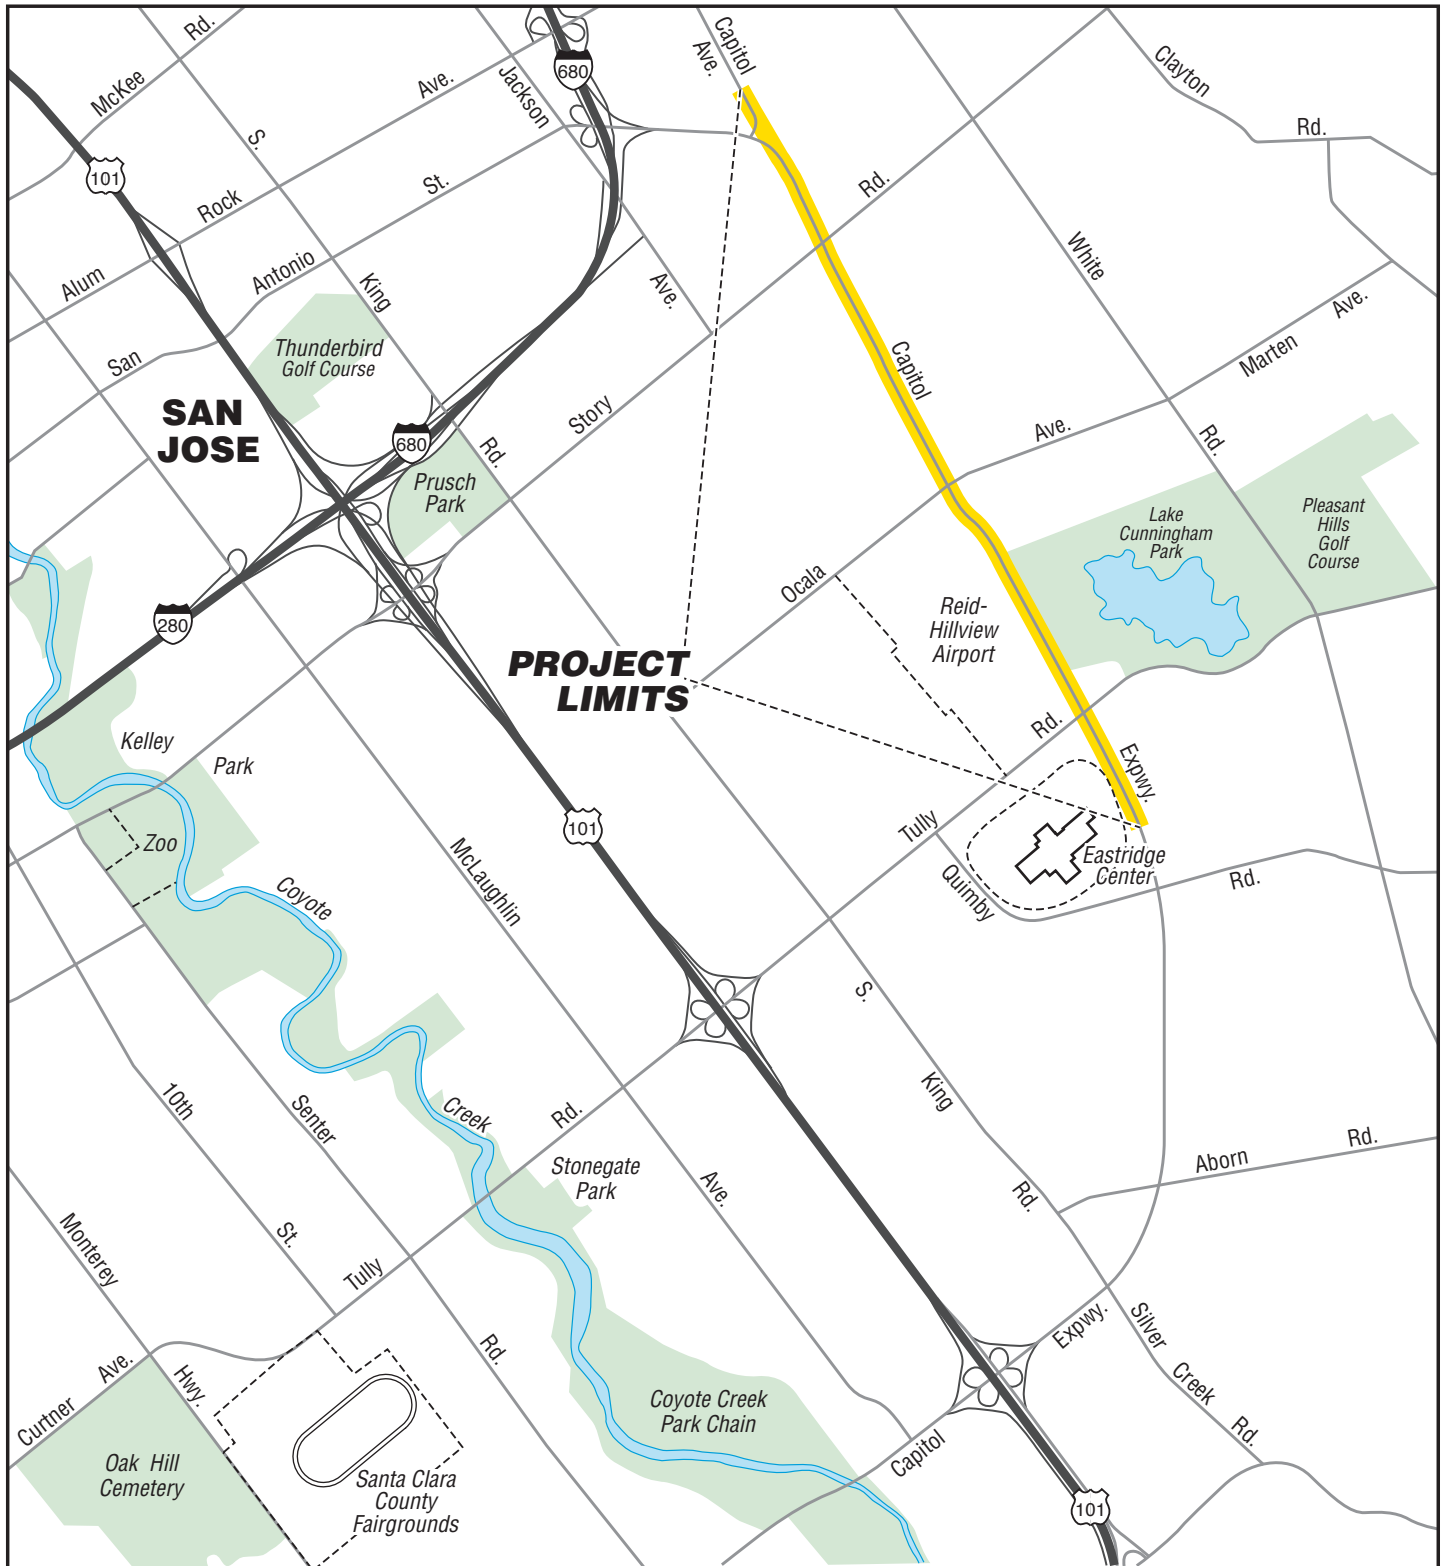 Rd.
McKee
101
S.
Ave.
Rock
Alum
Jackson
680
Capitol
Ave.
Clayton
Rd.
St.
Antonio
San
King
Ave.
Rd.
White
Thunderbird
Golf Course
SAN
JOSE
680
Prusch
Park
Rd.
Story
Capitol
Ave.
Marten
Ave.
Rd.
Lake
Cunningham
Park
Pleasant
Hills
Golf
Course
280
Ocala
Reid-
Hillview
Airport
PROJECT
LIMITS
Rd.
Expwy.
Kelley
Park
Zoo
101
Tully
Quimby
Eastridge
Center
Rd.
McLaughlin
Coyote
S.
10th
Senter
Creek
Rd.
King
Stonegate
Park
Ave.
Rd.
Aborn
Rd.
Monterey
St.
Tully
Rd.
Expwy.
Silver
Creek
Rd.
Curtner
Ave.
Hwy.
Oak Hill
Cemetery
Santa Clara
County
Fairgrounds
Coyote Creek
Park Chain
Capitol
101